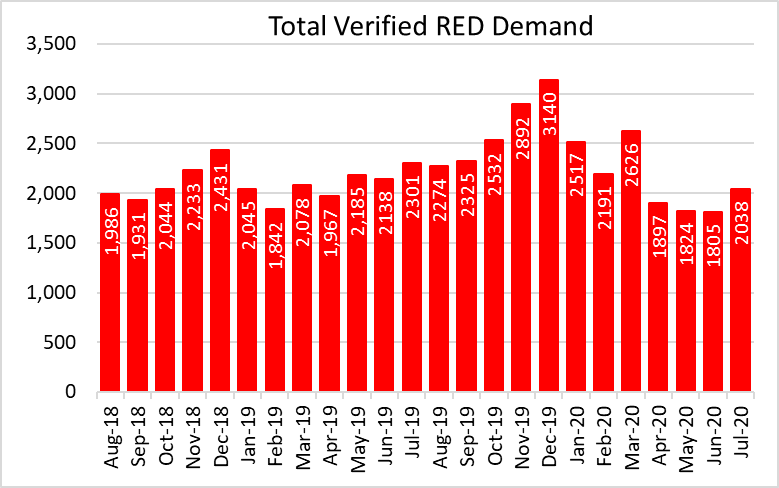 Total Verified RED Demand
3,500
3,000
2,500
2,000
1,500
1,000
500
0
1,986
1,931
2,044
2,233
2,431
2,045
1,842
2,078
1,967
2,185
2138
2301
2274
2325
2532
2892
3140
2517
2191
2626
1897
1824
1805
2038
Aug-18
Sep-18
Oct-18
Nov-18
Dec-18
Jan-19
Feb-19
Mar-19
Apr-19
May-19
Jun-19
Jul-19
Aug-19
Sep-19
Oct-19
Nov-19
Dec-19
Jan-20
Feb-20
Mar-20
Apr-20
May-20
Jun-20
Jul-20